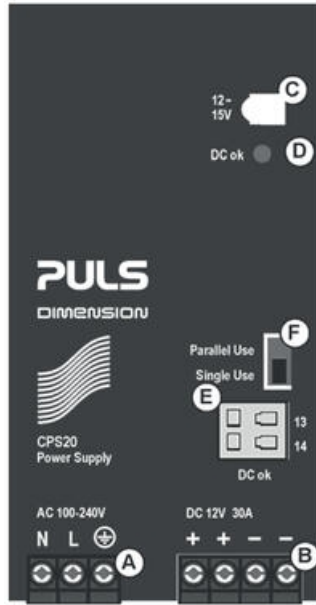 C
12–
15V
DC ok
D
PULS
DIMENSION
F
Parallel Use
Single Use
E
13
14
CPS20
Power Supply
DC ok
AC 100-240V
DC 12V 30A
N L
A
+ + – –
B